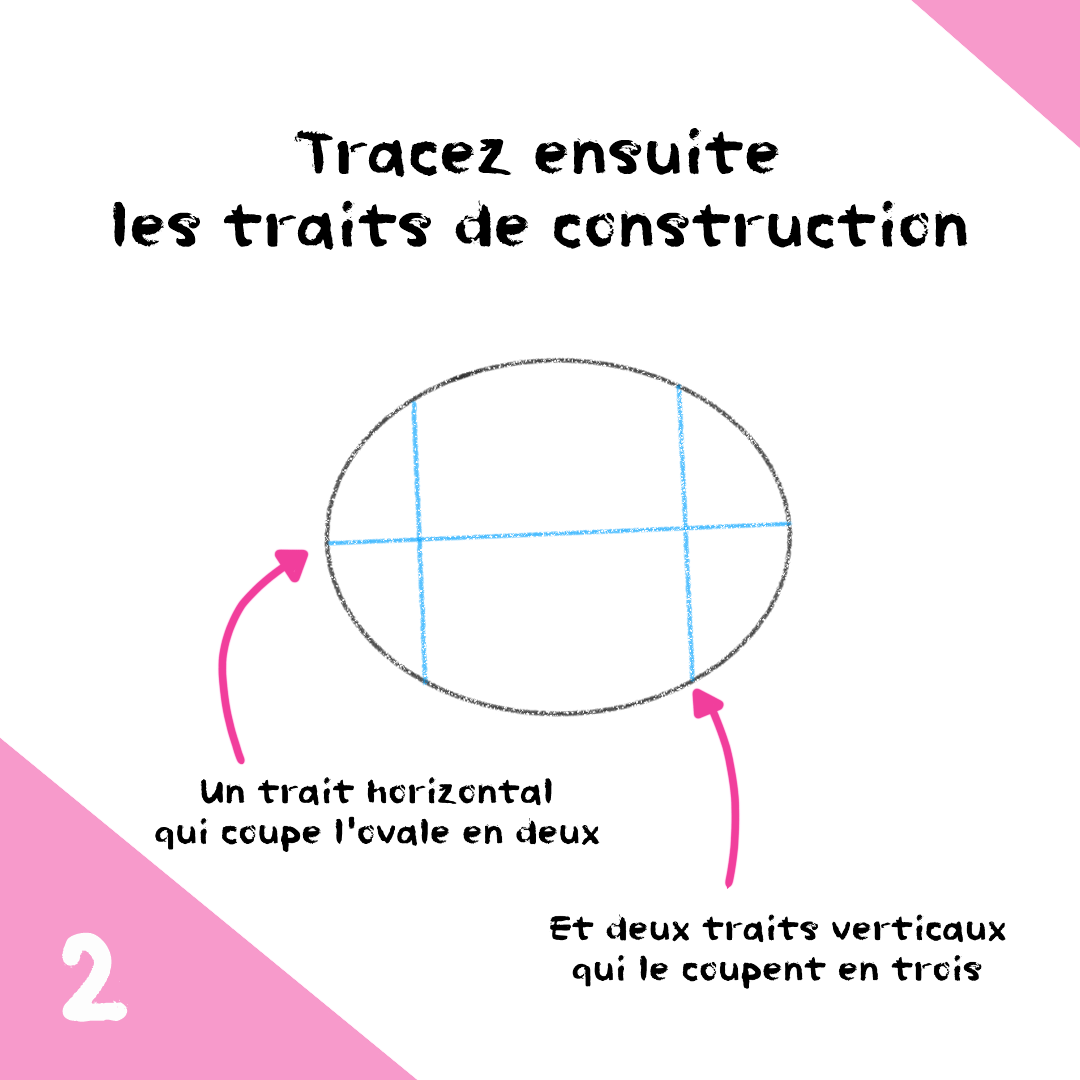 Tracez ensuite
les traits de construction
Un trait horizontal
qui coupe l'ovale en deux
Et deux traits verticaux
qui le coupent en trois
2